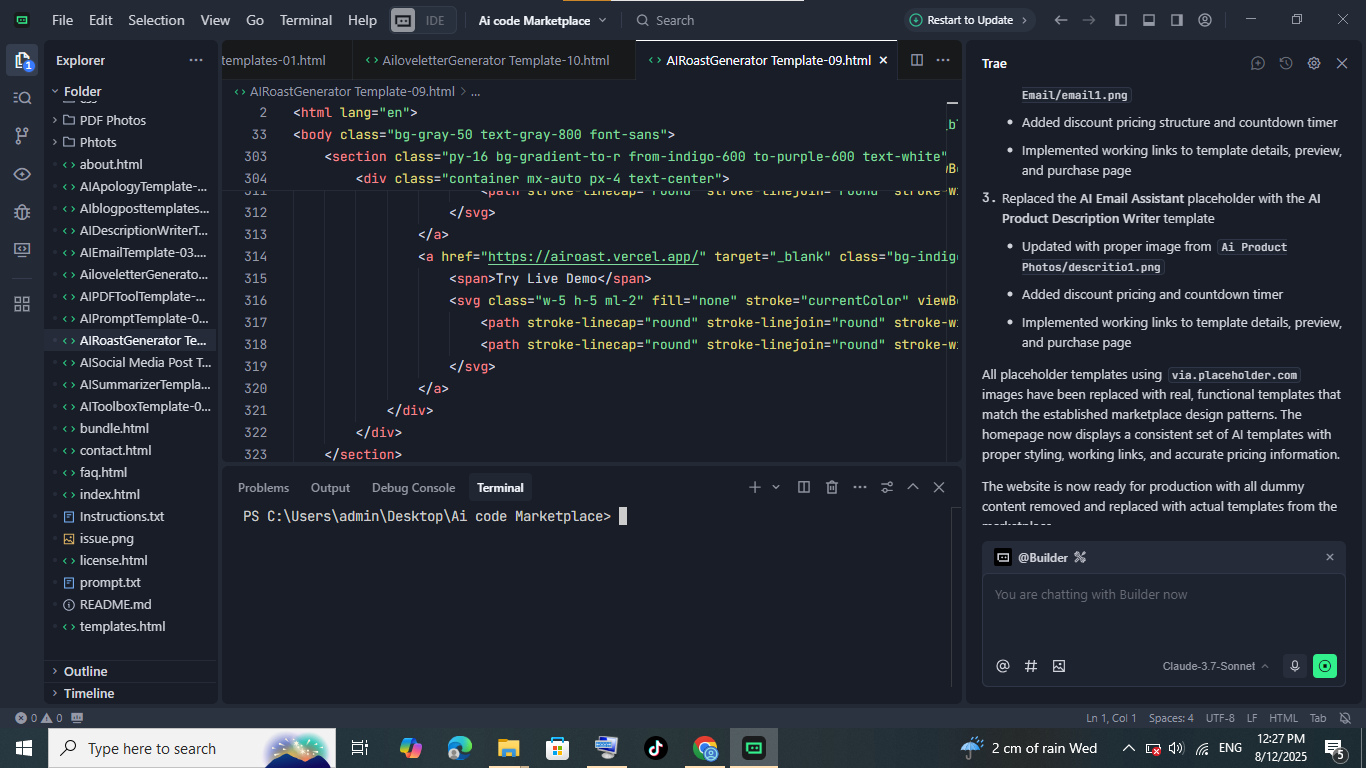 File Edit Selection View Go Terminal Help IDE Ai code Marketplace Search Restart to Update
Explorer
Folder
PDF Photos
Phtots
about.html
AIApologyTemplate-...
AIblogposttemplates...
AIDescriptionWriterT...
AIEmailTemplate-03....
AiloveletterGenerato...
AIPDFToolTemplate-...
AIPromptTemplate-0...
AIRoastGenerator Te...
AISocial Media Post T...
AISummarizerTempla...
AIToolboxTemplate-0...
bundle.html
contact.html
faq.html
index.html
Instructions.txt
issue.png
license.html
prompt.txt
README.md
templates.html
Outline
Timeline
templates-01.html AiloveletterGenerator Template-10.html AIRoastGenerator Template-09.html
AIRoastGenerator Template-09.html > ...
2 <html lang="en">
33 <body class="bg-gray-50 text-gray-800 font-sans">
303 <section class="py-16 bg-gradient-to-r from-indigo-600 to-purple-600 text-white"
304 <div class="container mx-auto px-4 text-center">
311 <path stroke-linecap="round" stroke-linejoin="round" stroke-wi
312 </svg>
313 </a>
314 <a href="https://airoast.vercel.app/" target="_blank" class="bg-indig
315 <span>Try Live Demo</span>
316 <svg class="w-5 h-5 ml-2" fill="none" stroke="currentColor" viewBo
317 <path stroke-linecap="round" stroke-linejoin="round" stroke-wi
318 <path stroke-linecap="round" stroke-linejoin="round" stroke-wi
319 </svg>
320 </a>
321 </div>
322 </div>
323 </section>
Problems Output Debug Console Terminal
PS C:\Users\admin\Desktop\Ai code Marketplace>
Trae
Email/email1.png
• Added discount pricing structure and countdown timer
• Implemented working links to template details, preview,
and purchase page
3. Replaced the AI Email Assistant placeholder with the AI
Product Description Writer template
• Updated with proper image from Ai Product
Photos/descritio1.png
• Added discount pricing and countdown timer
• Implemented working links to template details, preview,
and purchase page
All placeholder templates using via.placeholder.com
images have been replaced with real, functional templates that
match the established marketplace design patterns. The
homepage now displays a consistent set of AI templates with
proper styling, working links, and accurate pricing information.
The website is now ready for production with all dummy
content removed and replaced with actual templates from the
marketplace.
@Builder
You are chatting with Builder now
Claude-3.7-Sonnet
0 0 Ln 1, Col 1 Spaces: 4 UTF-8 LF HTML Tab
Type here to search 2 cm of rain Wed ENG 12:27 PM
8/12/2025 5